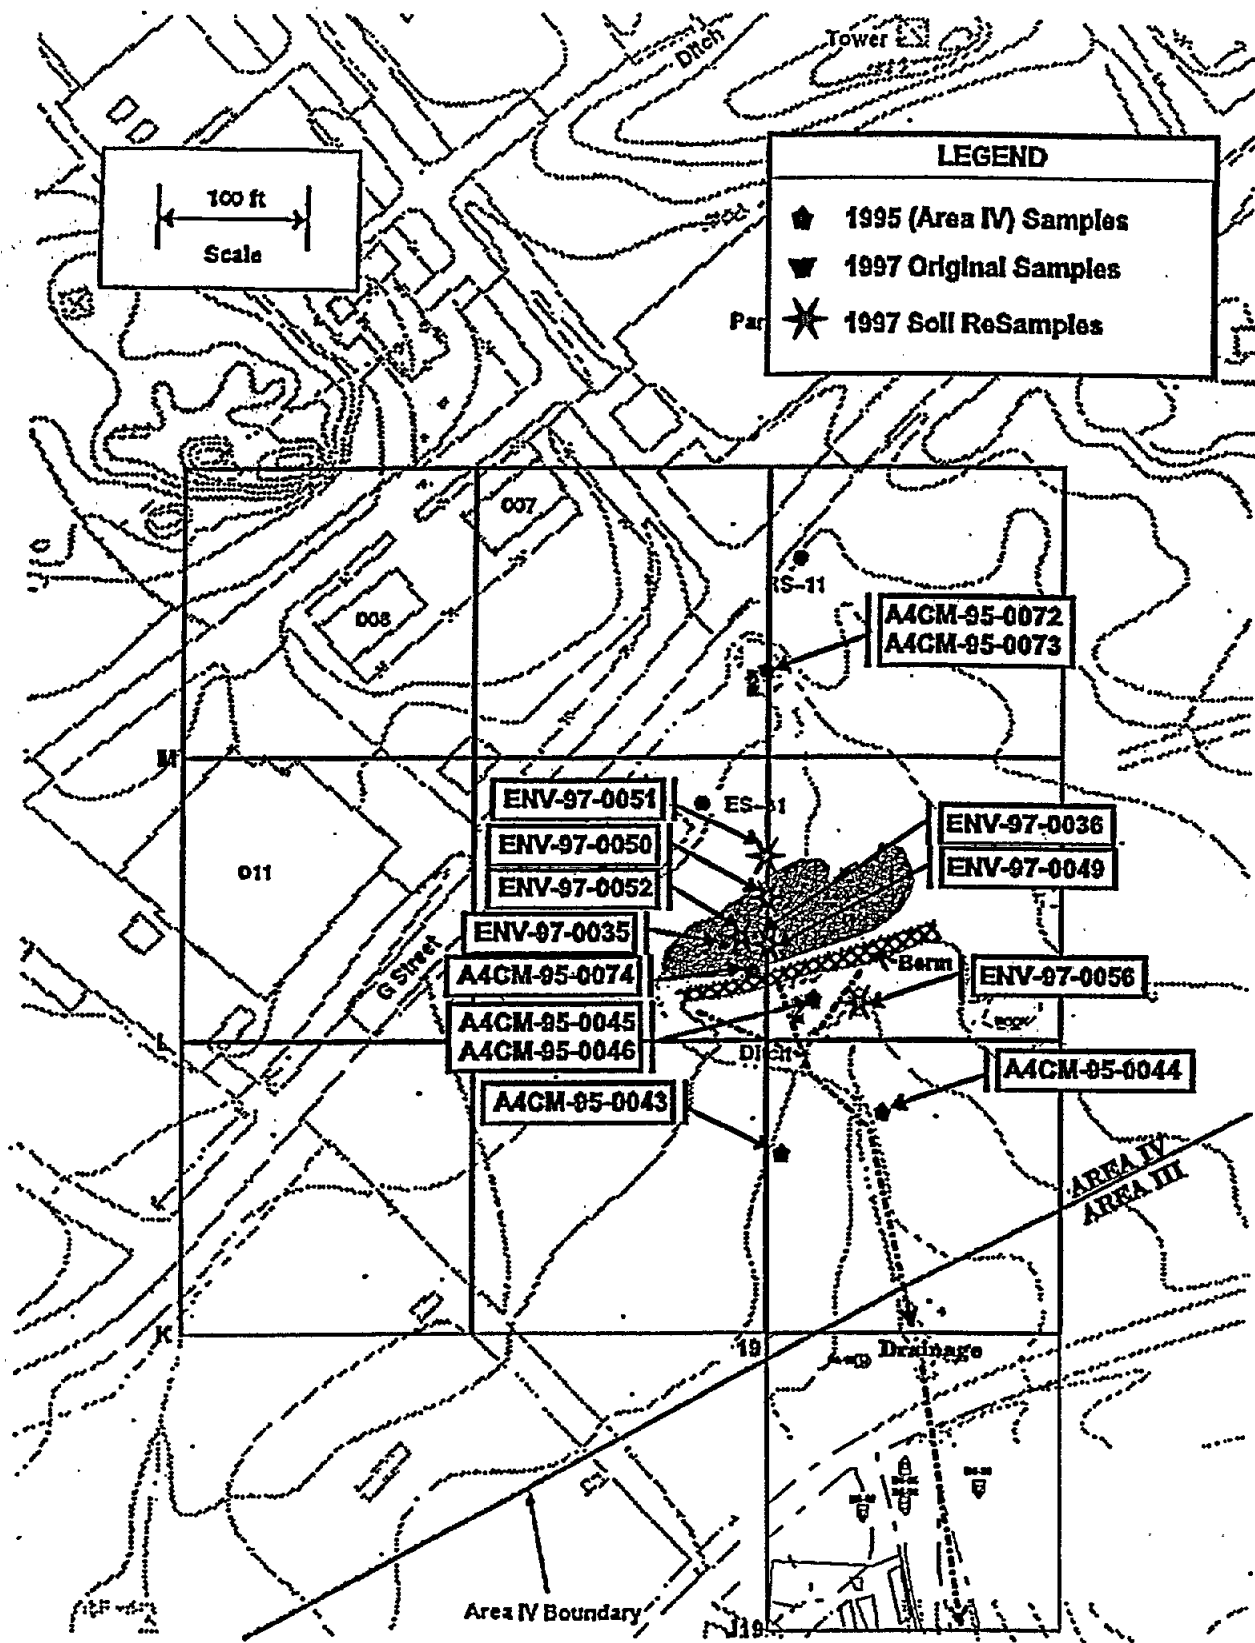 Ditch
Tower
LEGEND
1995 (Area IV) Samples
1997 Original Samples
1997 Soil ReSamples
100 ft
Scale
Par
007
008
S-11
A4CM-95-0072
A4CM-95-0073
M
ENV-97-0051
ENV-97-0050
ENV-97-0052
ENV-97-0035
A4CM-95-0074
A4CM-95-0045
A4CM-95-0046
A4CM-95-0043
ENV-97-0036
ENV-97-0049
Berm
ENV-97-0056
ROCK
011
G Street
L
Ditch
A4CM-95-0044
AREA IV
AREA III
K
19
Drainage
Area IV Boundary
J19